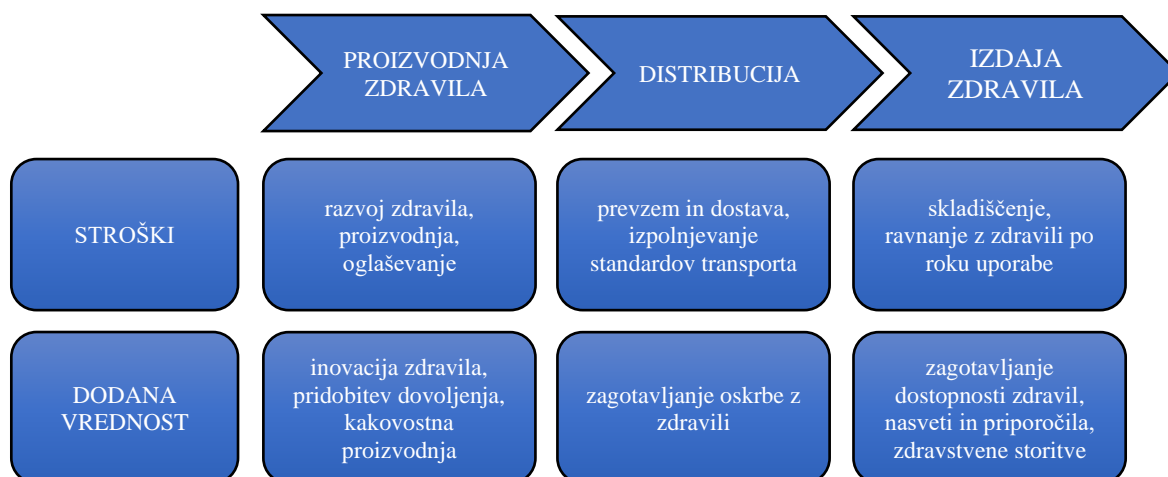 PROIZVODNJA
ZDRAVILA
DISTRIBUCIJA
IZDAJA
ZDRAVILA
STROŠKI
razvoj zdravila,
proizvodnja,
oglaševanje
prevzem in dostava,
izpolnjevanje
standardov transporta
skladiščenje,
ravnanje z zdravili po
roku uporabe
DODANA
VREDNOST
inovacija zdravila,
pridobitev dovoljenja,
kakovostna
proizvodnja
zagotavljanje oskrbe z
zdravili
zagotavljanje
dostopnosti zdravil,
nasveti in priporočila,
zdravstvene storitve